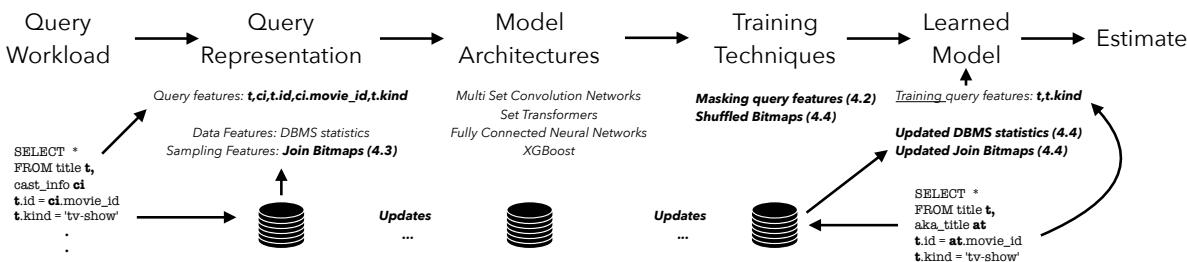 Query
Workload
Query
Representation
Model
Architectures
Training
Techniques
Learned
Model
Estimate
Query features: t,ci,t.id,ci.movie_id,t.kind
Data Features: DBMS statistics
Sampling Features: Join Bitmaps (4.3)
Multi Set Convolution Networks
Set Transformers
Fully Connected Neural Networks
XGBoost
Masking query features (4.2)
Shuffled Bitmaps (4.4)
Training query features: t,t.kind
Updated DBMS statistics (4.4)
Updated Join Bitmaps (4.4)
SELECT *
FROM title t,
cast_info ci
t.id = ci.movie_id
t.kind = 'tv-show'
.
.
Updates
...
Updates
...
SELECT *
FROM title t,
aka_title at
t.id = at.movie_id
t.kind = 'tv-show'